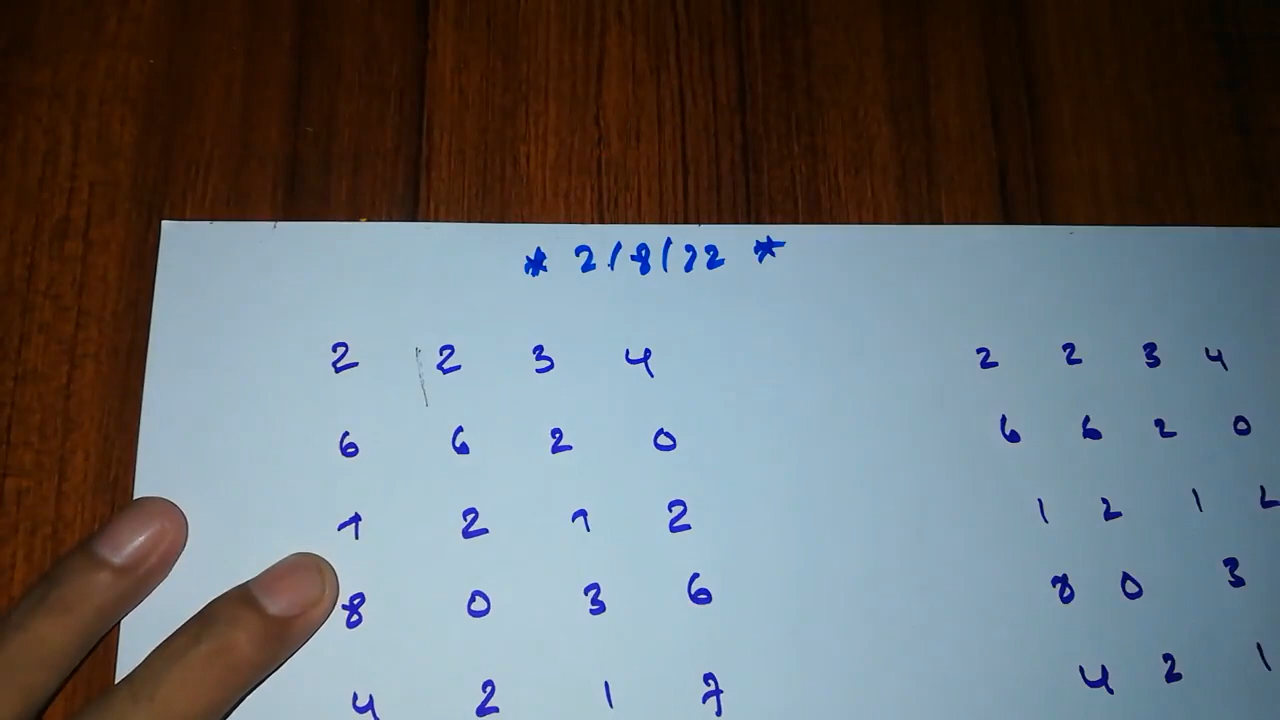 * 2/8/22 *
2 2 3 4 2 2 3 4
6 6 2 0 6 6 2 0
1 2 1 2 1 2 1 2
8 0 3 6 8 0 3
4 2 1 7 4 2 1